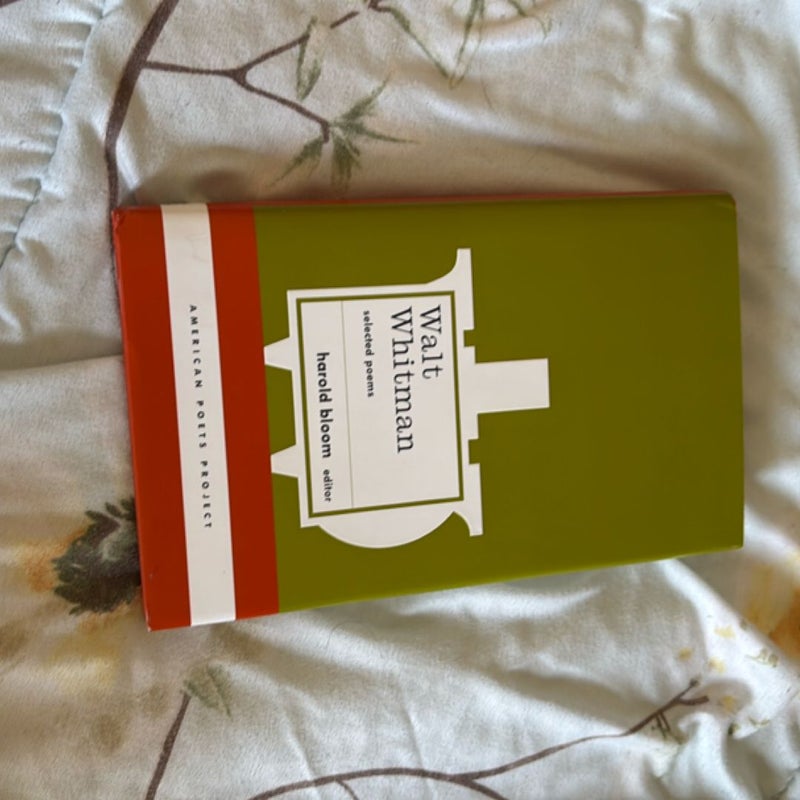 Walt
Whitman
selected poems
harold bloom editor
AMERICAN POETS PROJECT